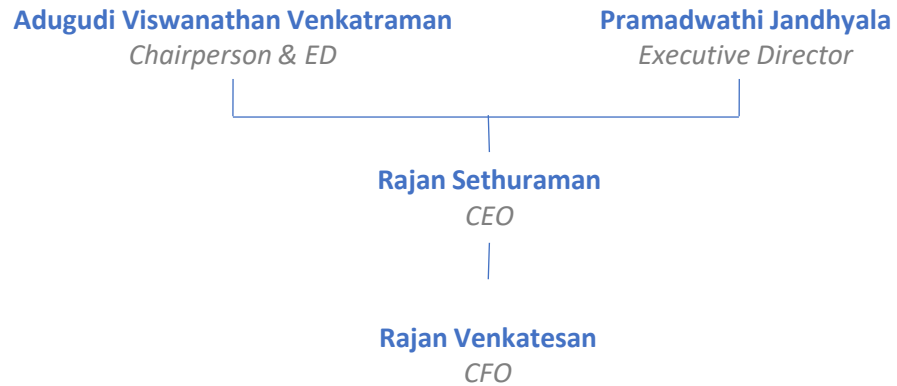 Adugudi Viswanathan Venkatraman
Chairperson & ED
Pramadwathi Jandhyala
Executive Director
Rajan Sethuraman
CEO
Rajan Venkatesan
CFO